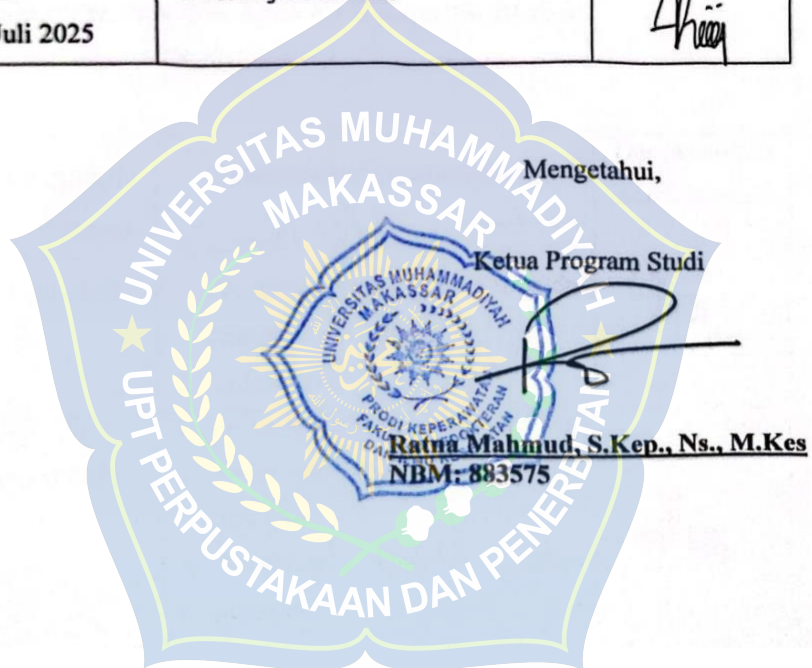 Juli 2025
Mengetahui,
Ketua Program Studi
Ratna Mahmud, S.Kep., Ns., M.Kes
NBM: 883575
UNIVERSITAS MUHAMMADIYAH
MAKASSAR
UPT PERPUSTAKAAN DAN PENERBITAN
UNIVERSITAS MUHAMMADIYAH
MAKASSAR
PRODI KEPERAWATAN